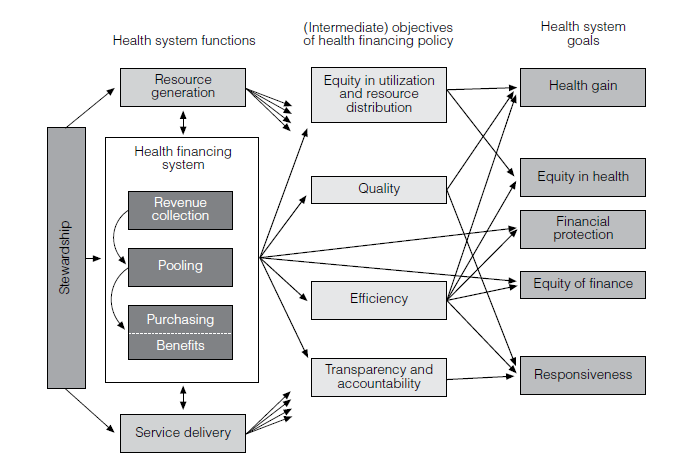 Health system functions
(Intermediate) objectives
of health financing policy
Health system
goals
Stewardship
Resource
generation
Health financing
system
Revenue
collection
Pooling
Purchasing
Benefits
Service delivery
Equity in utilization
and resource
distribution
Quality
Efficiency
Transparency and
accountability
Health gain
Equity in health
Financial
protection
Equity of finance
Responsiveness